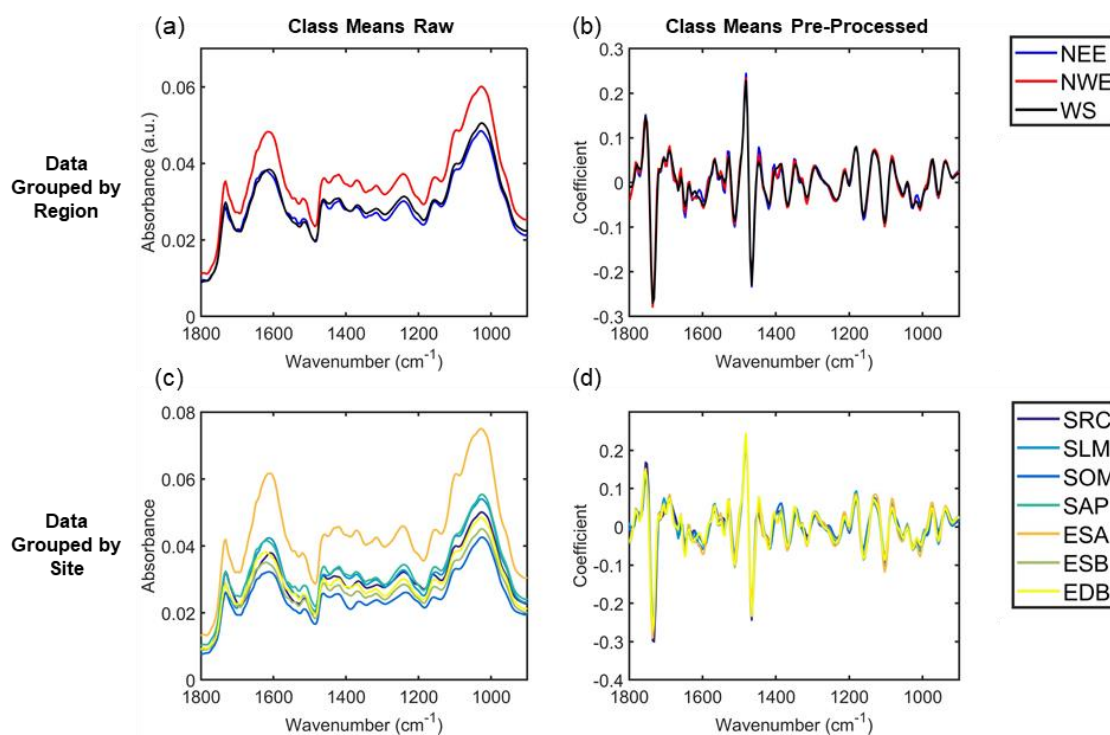 (a)
Class Means Raw
(b)
Class Means Pre-Processed
Data
Grouped by
Region
Absorbance (a.u.)
0.06
0.04
0.02
0
1800
1600
1400
1200
1000
Wavenumber (cm-1)
Coefficient
0.3
0.2
0.1
0
-0.1
-0.2
-0.3
1800
1600
1400
1200
1000
Wavenumber (cm-1)
NEE
NWE
WS
(c)
(d)
Data
Grouped by
Site
Absorbance
0.08
0.06
0.04
0.02
0
1800
1600
1400
1200
1000
Wavenumber (cm-1)
Coefficient
0.3
0.2
0.1
0
-0.1
-0.2
-0.3
-0.4
1800
1600
1400
1200
1000
Wavenumber (cm-1)
SRC
SLM
SOM
SAP
ESA
ESB
EDB